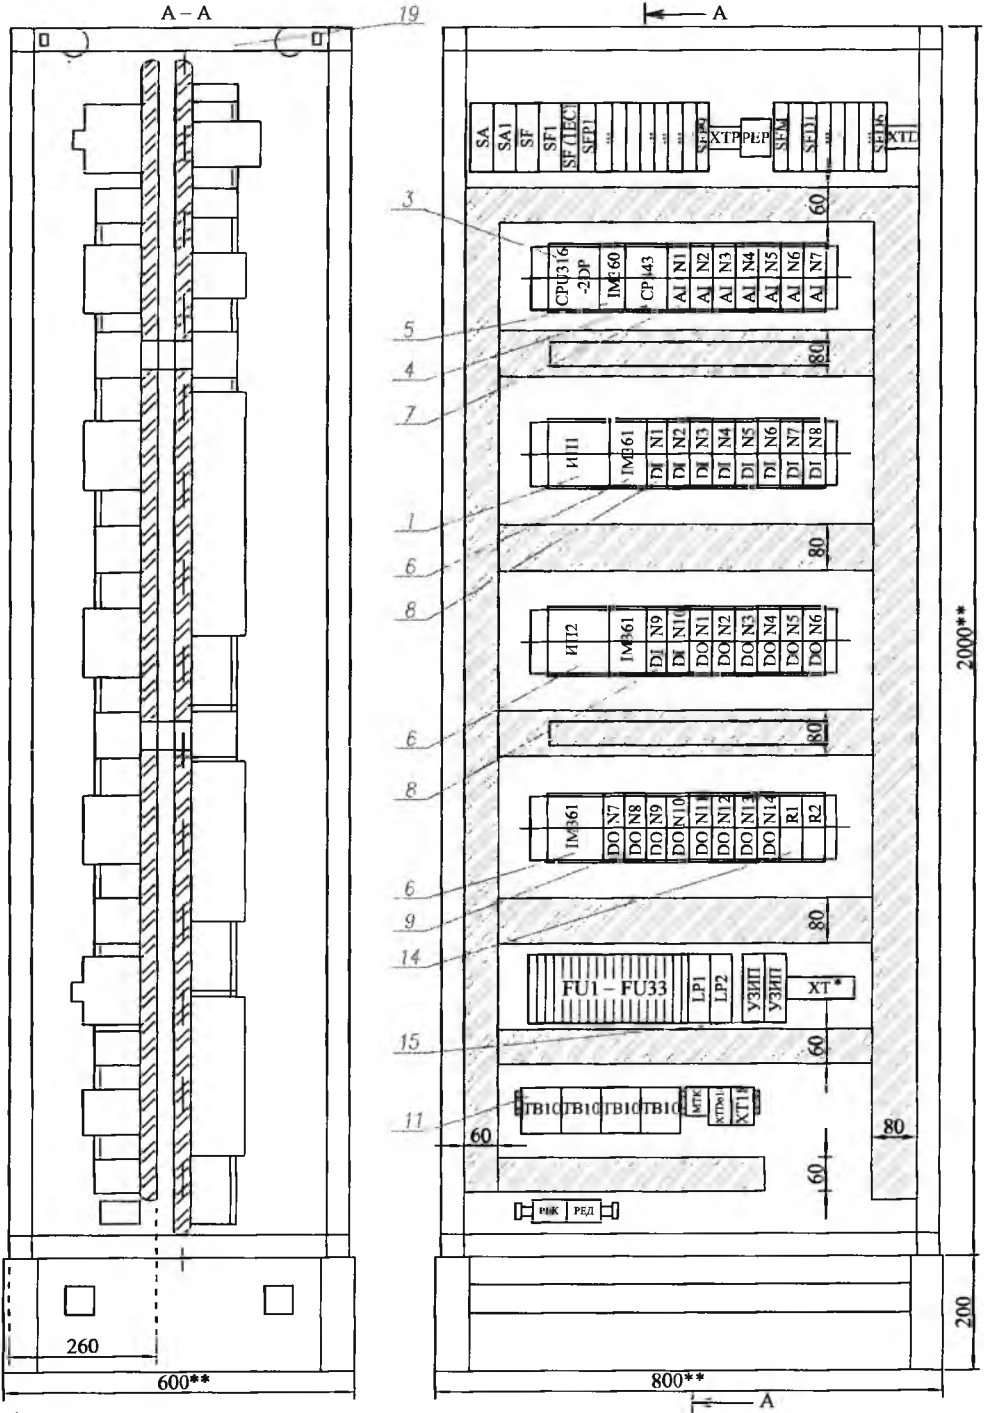 А – А
19
А
SA
SA1
SF
SF1
SF (IEC)
SFP1
...
...
...
XTP
РЕР
SFM
SFD1
...
...
60
3
CPU316
-2DP
IM360
CP343
AI N1
AI N2
AI N3
AI N4
AI N5
AI N6
AI N7
5
4
7
80
ИП1
IM361
DI N1
DI N2
DI N3
DI N4
DI N5
DI N6
DI N7
DI N8
1
6
8
80
2000**
ИП2
IM361
DI N9
DI N10
DO N1
DO N2
DO N3
DO N4
DO N5
DO N6
6
8
80
IM361
DO N7
DO N8
DO N9
DO N10
DO N11
DO N12
DO N13
DO N14
R1
R2
6
9
14
80
FU1 – FU33
LP1
LP2
УЗИП
УЗИП
XT*
15
60
11
TB10
TB10
TB10
TB10
МТК
60
80
60
РЕК
РЕД
200
260
600**
800**
А